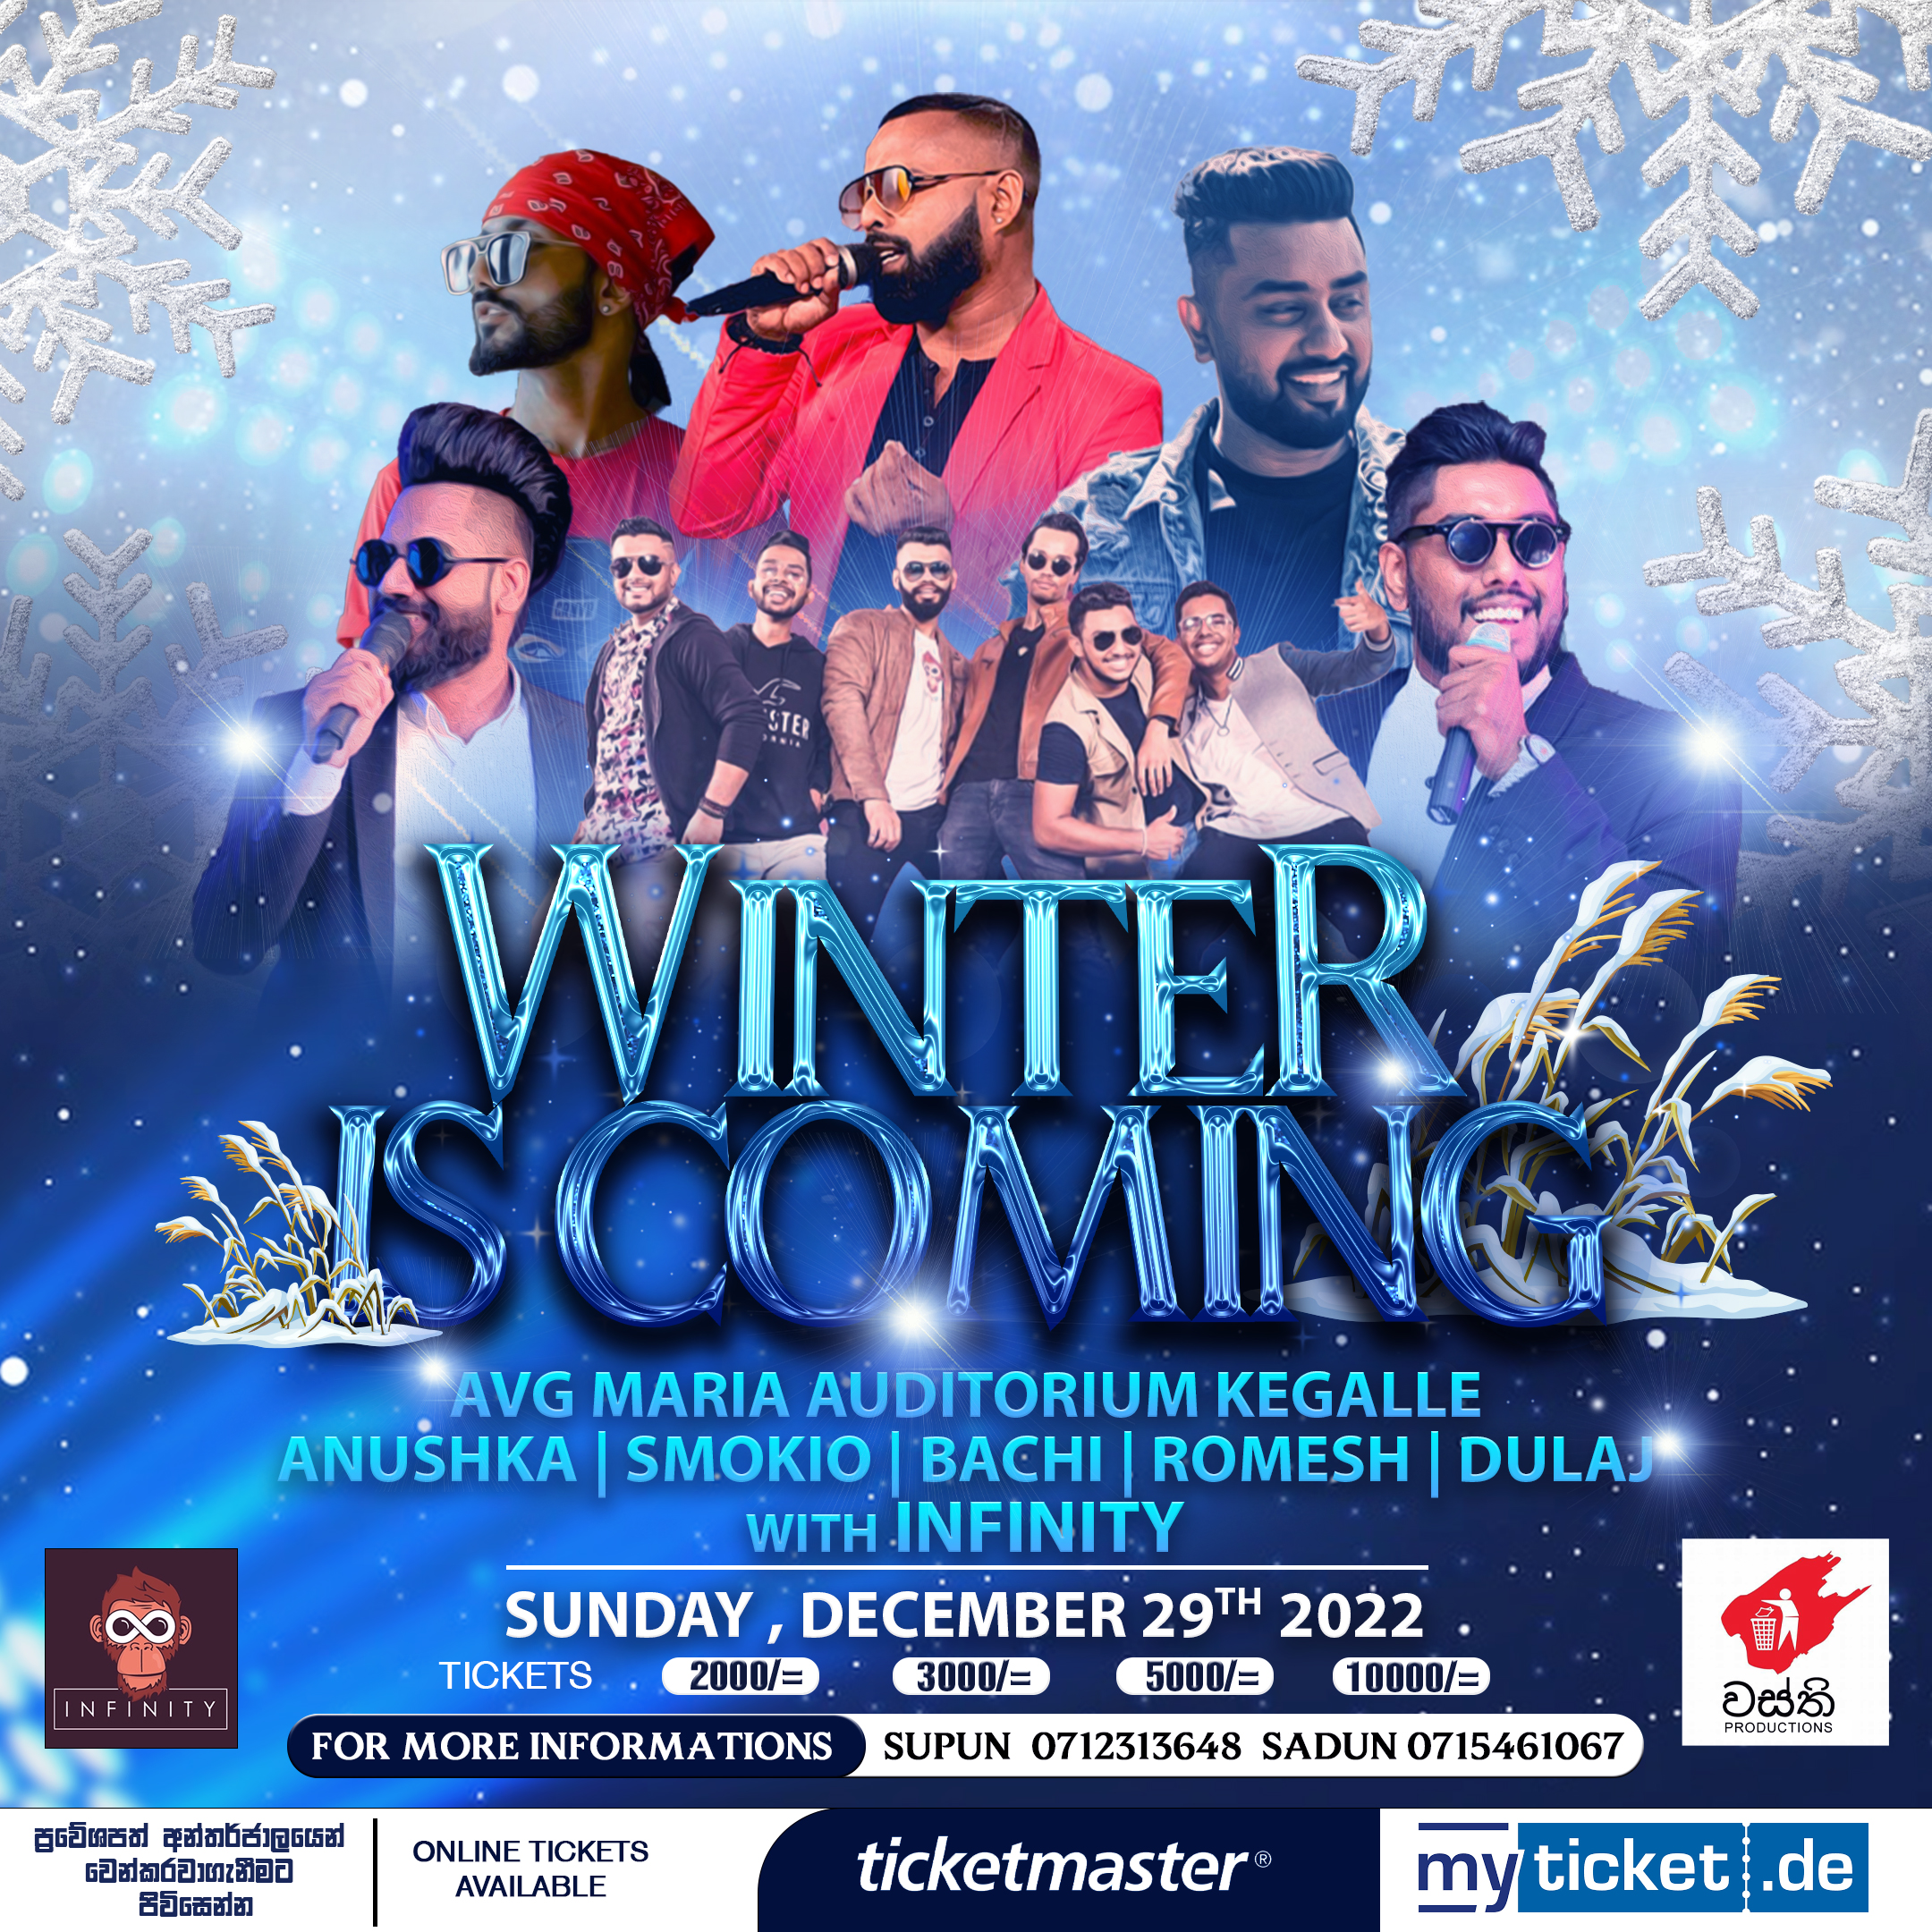 WINTER
IS COMING
AVG MARIA AUDITORIUM KEGALLE
ANUSHKA | SMOKIO | BACHI | ROMESH | DULAJ
WITH INFINITY
SUNDAY , DECEMBER 29TH 2022
TICKETS 2000/= 3000/= 5000/= 10000/=
FOR MORE INFORMATIONS SUPUN 0712313648 SADUN 0715461067
INFINITY
වස්ති
PRODUCTIONS
ප්‍රවේශපත් අන්තර්ජාලයෙන්
වෙන්කරවාගැනීමට
පිවිසෙන්න
ONLINE TICKETS
AVAILABLE
ticketmaster®
myticket.de